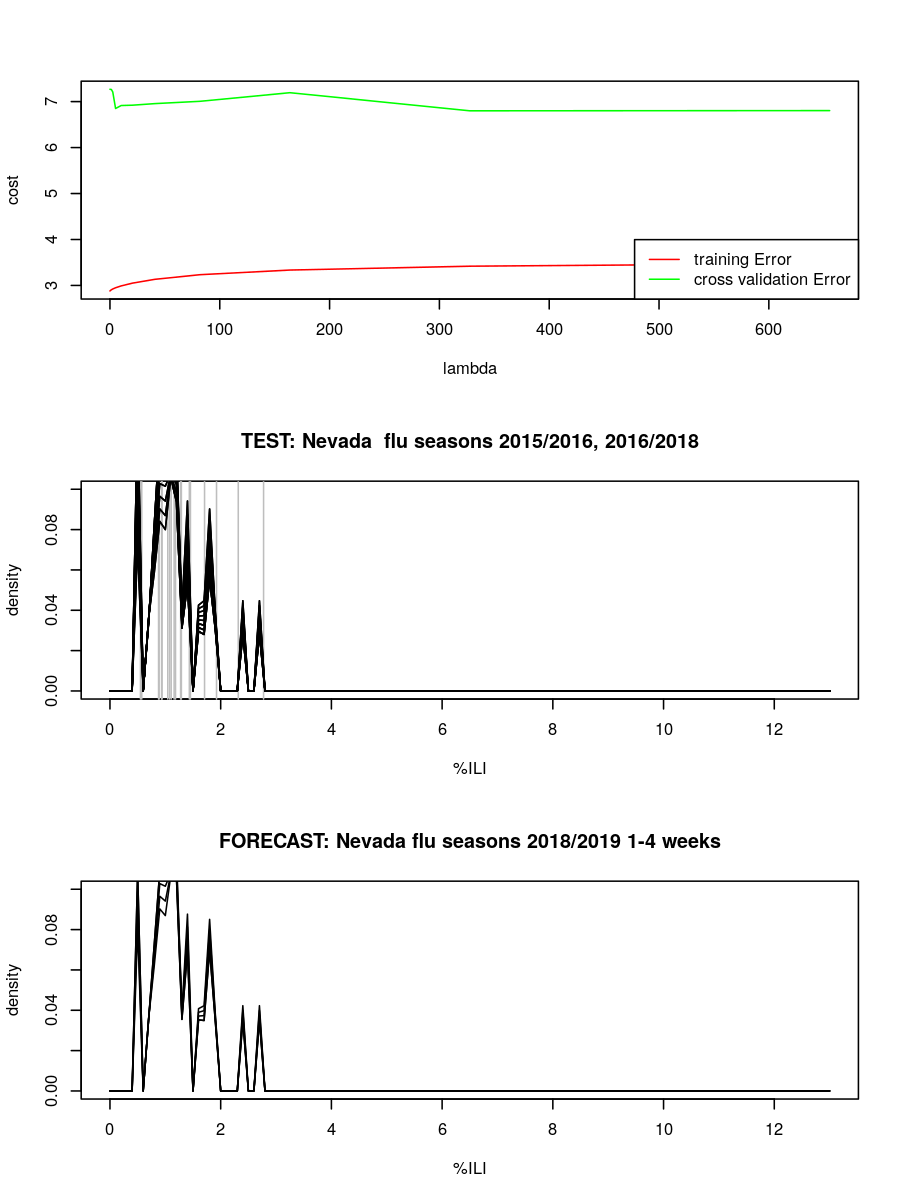 7
6
5
4
3
cost
training Error
cross validation Error
0 100 200 300 400 500 600
lambda
TEST: Nevada  flu seasons 2015/2016, 2016/2018
0.08
0.04
0.00
density
0 2 4 6 8 10 12
%ILI
FORECAST: Nevada flu seasons 2018/2019 1-4 weeks
0.08
0.04
0.00
density
0 2 4 6 8 10 12
%ILI